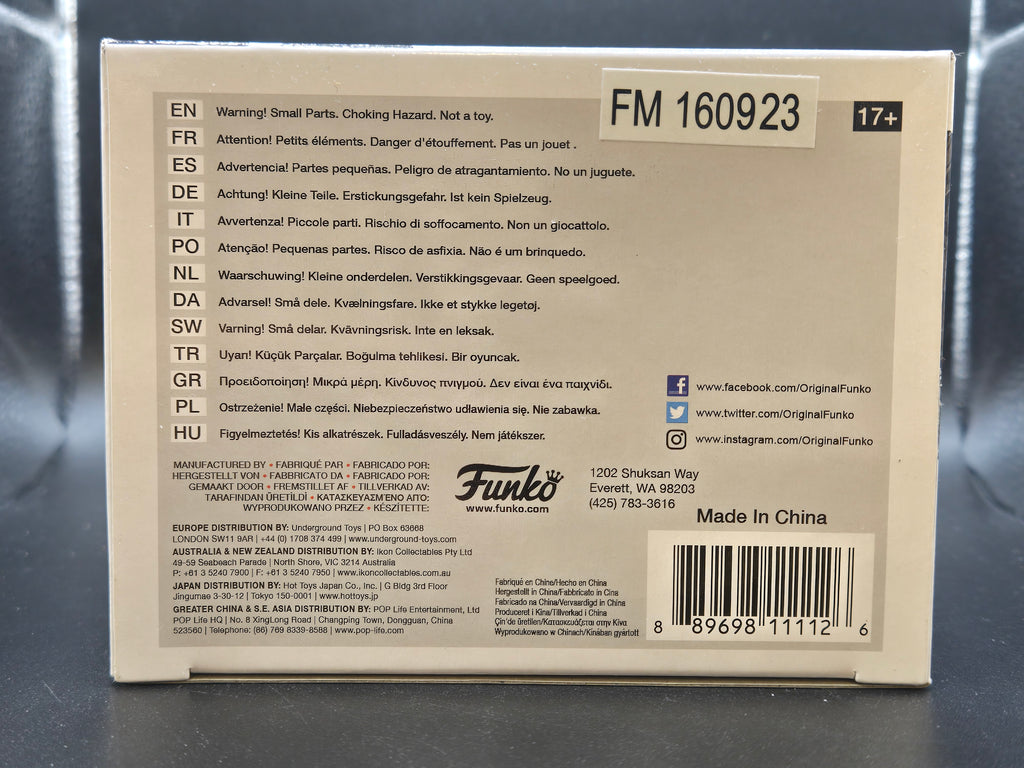 FM 160923
17+
EN Warning! Small Parts. Choking Hazard. Not a toy.
FR Attention! Petits éléments. Danger d'étouffement. Pas un jouet .
ES Advertencia! Partes pequeñas. Peligro de atragantamiento. No un juguete.
DE Achtung! Kleine Teile. Erstickungsgefahr. Ist kein Spielzeug.
IT Avvertenza! Piccole parti. Rischio di soffocamento. Non un giocattolo.
PO Atenção! Pequenas partes. Risco de asfixia. Não é um brinquedo.
NL Waarschuwing! Kleine onderdelen. Verstikkingsgevaar. Geen speelgoed.
DA Advarsel! Små dele. Kvælningsfare. Ikke et stykke legetøj.
SW Varning! Små delar. Kvävningsrisk. Inte en leksak.
TR Uyarı! Küçük Parçalar. Boğulma tehlikesi. Bir oyuncak.
GR Προειδοποίηση! Μικρά μέρη. Κίνδυνος πνιγμού. Δεν είναι ένα παιχνίδι.
PL Ostrzeżenie! Małe części. Niebezpieczeństwo udławienia się. Nie zabawka.
HU Figyelmeztetés! Kis alkatrészek. Fulladásveszély. Nem játékszer.
www.facebook.com/OriginalFunko
www.twitter.com/OriginalFunko
www.instagram.com/OriginalFunko
MANUFACTURED BY • FABRIQUÉ PAR • FABRICADO POR:
HERGESTELLT VON • FABBRICATO DA • FABRICADO POR:
GEMAAKT DOOR • FREMSTILLET AF • TILLVERKAD AV:
TARAFINDAN ÜRETİLDİ • ΚΑΤΑΣΚΕΥΑΣΜΈΝΟ ΑΠΌ:
WYPRODUKOWANO PRZEZ • KÉSZÍTETTE:
Funko
www.funko.com
1202 Shuksan Way
Everett, WA 98203
(425) 783-3616
Made In China
EUROPE DISTRIBUTION BY: Underground Toys | PO Box 63668
LONDON SW11 9AR | +44 (0) 1708 374 499 | www.underground-toys.com
AUSTRALIA & NEW ZEALAND DISTRIBUTION BY: Ikon Collectables Pty Ltd
49-59 Seabeach Parade | North Shore, VIC 3214 Australia
P: +61 3 5240 7900 | F: +61 3 5240 7950 | www.ikoncollectables.com.au
JAPAN DISTRIBUTION BY: Hot Toys Japan Co., Inc. | G Bldg 3rd Floor
Jingumae 3-30-12 | Tokyo 150-0001 | www.hottoys.jp
GREATER CHINA & S.E. ASIA DISTRIBUTION BY: POP Life Entertainment, Ltd
POP Life HQ | No. 8 XingLong Road | Changping Town, Dongguan, China
523560 | Telephone: (86) 769 8339-8588 | www.pop-life.com
Fabriqué en China/Hecho en China
Hergestellt in China/Fabbricato in Cina
Fabricado na China/Vervaardigd in China
Produceret i Kina/Tillverkad i China
Çin'de üretilen/Κατασκευάζεται στην Κίνα
Wyprodukowano w Chinach/Kínában gyártott
8 89698 11112 6